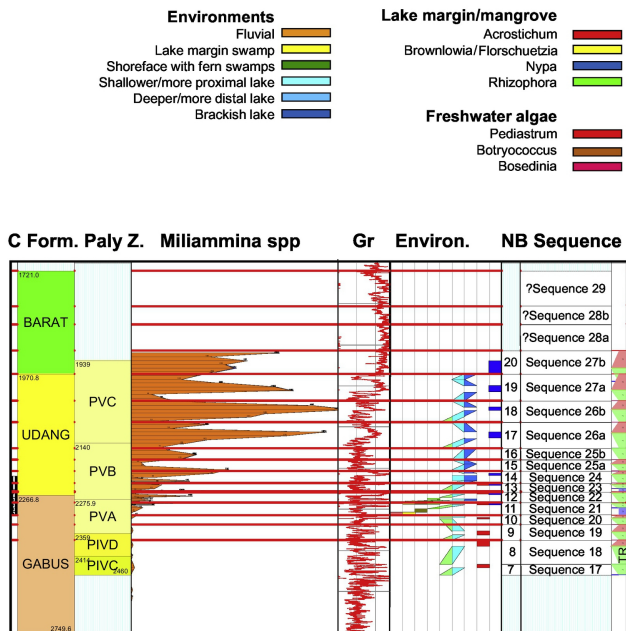 Environments
Fluvial
Lake margin swamp
Shoreface with fern swamps
Shallower/more proximal lake
Deeper/more distal lake
Brackish lake
Lake margin/mangrove
Acrostichum
Brownlowia/Florschuetzia
Nypa
Rhizophora
Freshwater algae
Pediastrum
Botryococcus
Bosedinia
C Form. Paly Z. Miliammina spp Gr Environ. NB Sequence
1721.0
BARAT
1970.8
UDANG
2266.8
GABUS
2749.6
1939
PVC
2140
PVB
2275.9
PVA
2359
PIVD
2414
PIVC
2460
?Sequence 29
?Sequence 28b
?Sequence 28a
20 Sequence 27b
19 Sequence 27a
18 Sequence 26b
17 Sequence 26a
16 Sequence 25b
15 Sequence 25a
14 Sequence 24
13 Sequence 23
12 Sequence 22
11 Sequence 21
10 Sequence 20
9 Sequence 19
8 Sequence 18
7 Sequence 17
TR